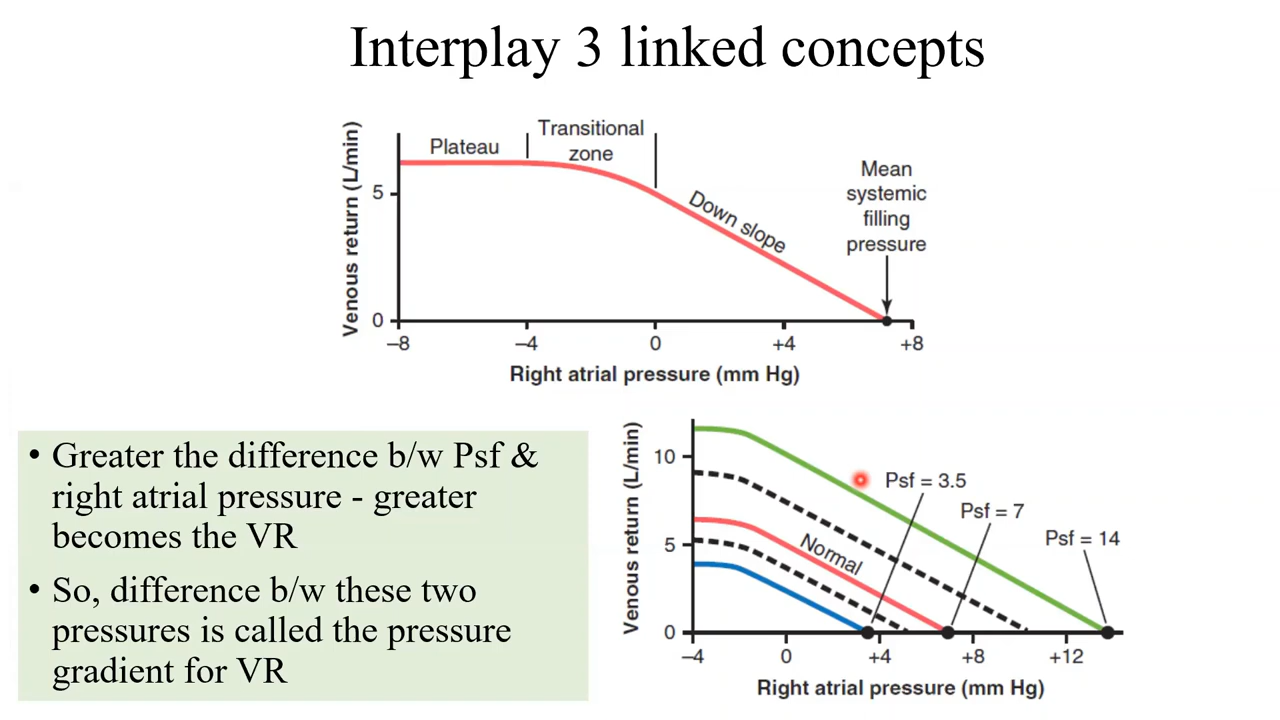 Interplay 3 linked concepts
Venous return (L/min)
5
0
Plateau
Transitional
zone
Down slope
Mean
systemic
filling
pressure
–8
–4
0
+4
+8
Right atrial pressure (mm Hg)
• Greater the difference b/w Psf &
right atrial pressure - greater
becomes the VR
• So, difference b/w these two
pressures is called the pressure
gradient for VR
Venous return (L/min)
10
5
0
Normal
Psf = 3.5
Psf = 7
Psf = 14
–4
0
+4
+8
+12
Right atrial pressure (mm Hg)